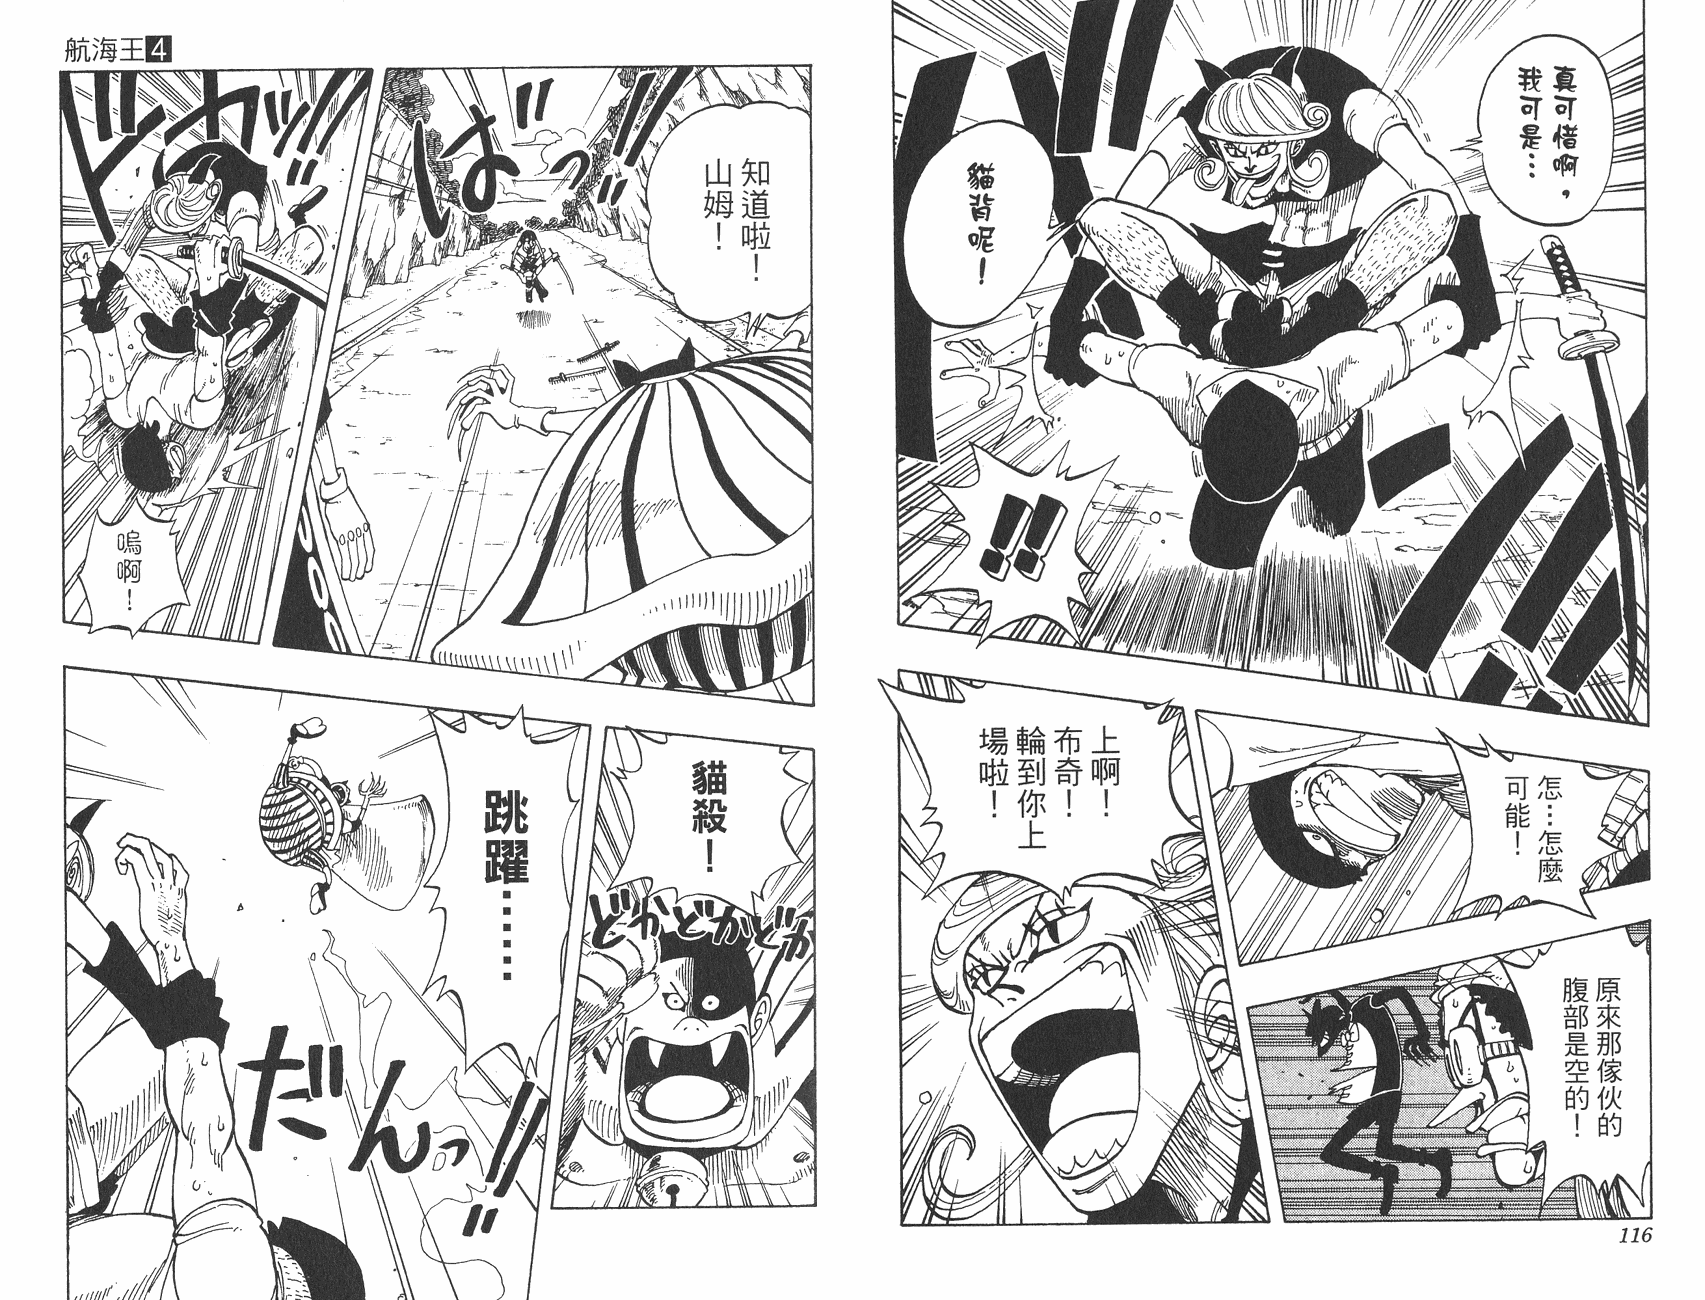 真可惜啊，
我可是…
貓背呢！
!!
怎…怎麼
可能！
上啊！
布奇！
輪到你上
場啦！
原來那傢伙的
腹部是空的！
116
航海王4
知道啦！
山姆！
ばっ!!
ドガッ!!
嗚啊！
貓殺！
どかどかどか
跳躍……
だんっ!!